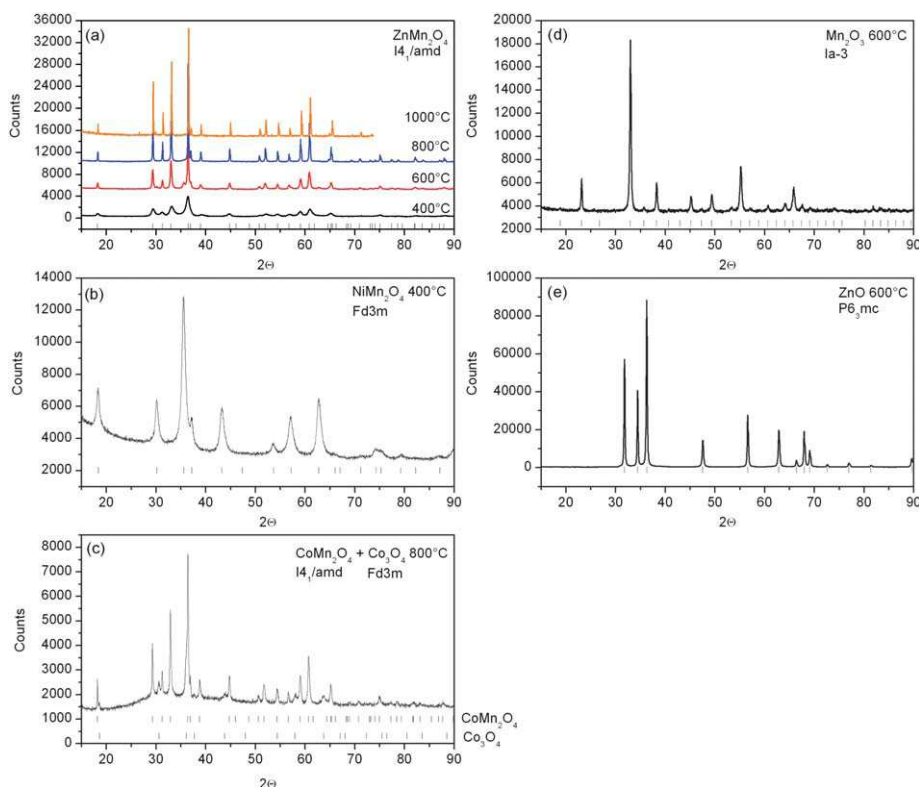 (a)
ZnMn₂O₄
I4₁/amd
1000°C
800°C
600°C
400°C
36000
32000
28000
24000
20000
16000
12000
8000
4000
0
Counts
20 30 40 50 60 70 80 90
2Θ
(b)
NiMn₂O₄ 400°C
Fd3m
14000
12000
10000
8000
6000
4000
2000
Counts
20 30 40 50 60 70 80 90
2Θ
(c)
CoMn₂O₄ + Co₃O₄ 800°C
I4₁/amd Fd3m
8000
7000
6000
5000
4000
3000
2000
1000
0
Counts
CoMn₂O₄
Co₃O₄
20 30 40 50 60 70 80 90
2Θ
(d)
Mn₂O₃ 600°C
Ia-3
20000
18000
16000
14000
12000
10000
8000
6000
4000
2000
Counts
20 30 40 50 60 70 80 90
2Θ
(e)
ZnO 600°C
P6₃mc
100000
80000
60000
40000
20000
0
Counts
20 30 40 50 60 70 80 90
2Θ